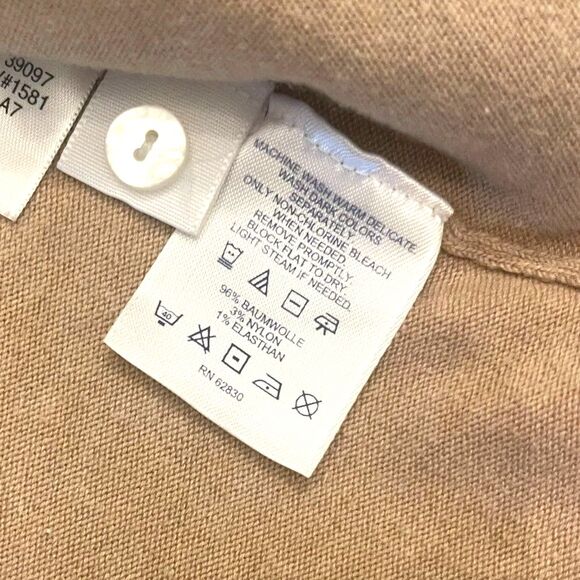 39097
#1581
A7
MACHINE WASH WARM DELICATE
WASH DARK COLORS
SEPARATELY.
ONLY NON-CHLORINE BLEACH
WHEN NEEDED.
REMOVE PROMPTLY.
BLOCK FLAT TO DRY.
LIGHT STEAM IF NEEDED.
96% BAUMWOLLE
3% NYLON
1% ELASTHAN
40
RN 62830